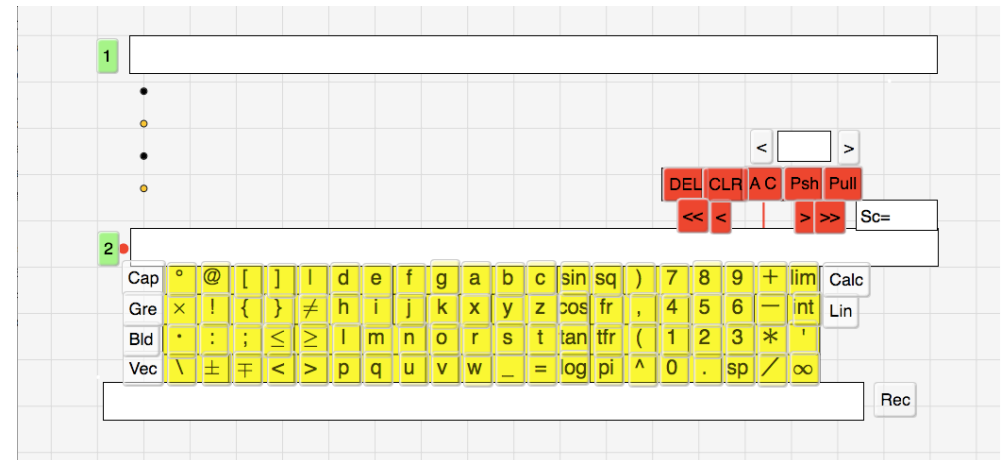 1
< >
DEL CLR A C Psh Pull
<< < > >> Sc=
2
Cap ° @ [ ] | d e f g a b c sin sq ) 7 8 9 + lim Calc
Gre × ! { } ≠ h i j k x y z cos fr , 4 5 6 − int Lin
Bld · : ; ≤ ≥ l m n o r s t tan tfr ( 1 2 3 * '
Vec \ ± ∓ < > p q u v w _ = log pi ^ 0 . sp / ∞
Rec